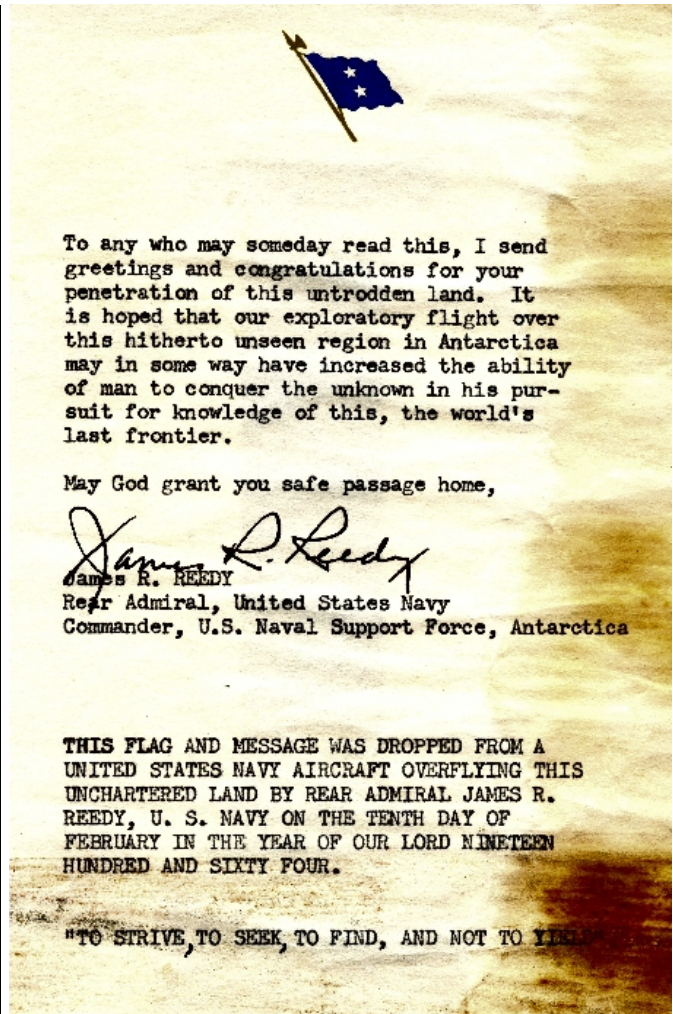 To any who may someday read this, I send
greetings and congratulations for your
penetration of this untrodden land.  It
is hoped that our exploratory flight over
this hitherto unseen region in Antarctica
may in some way have increased the ability
of man to conquer the unknown in his pur-
suit for knowledge of this, the world's
last frontier.
May God grant you safe passage home,
James R. Reedy
James R. REEDY
Rear Admiral, United States Navy
Commander, U.S. Naval Support Force, Antarctica
THIS FLAG AND MESSAGE WAS DROPPED FROM A
UNITED STATES NAVY AIRCRAFT OVERFLYING THIS
UNCHARTERED LAND BY REAR ADMIRAL JAMES R.
REEDY, U. S. NAVY ON THE TENTH DAY OF
FEBRUARY IN THE YEAR OF OUR LORD NINETEEN
HUNDRED AND SIXTY FOUR.
"TO STRIVE, TO SEEK, TO FIND, AND NOT TO YIELD"